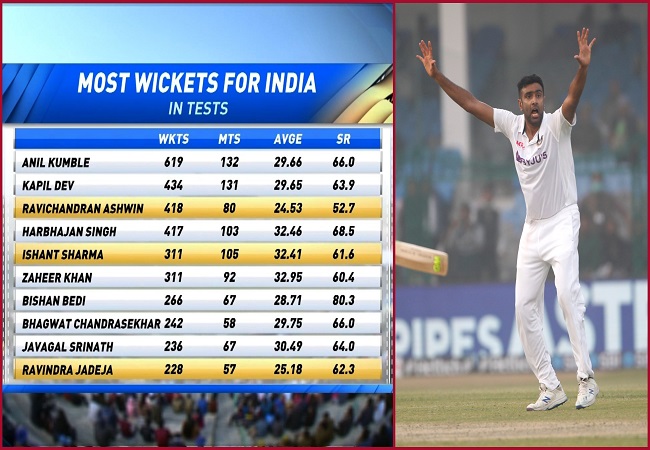 MOST WICKETS FOR INDIA
IN TESTS
WKTS MTS AVGE SR
ANIL KUMBLE 619 132 29.66 66.0
KAPIL DEV 434 131 29.65 63.9
RAVICHANDRAN ASHWIN 418 80 24.53 52.7
HARBHAJAN SINGH 417 103 32.46 68.5
ISHANT SHARMA 311 105 32.41 61.6
ZAHEER KHAN 311 92 32.95 60.4
BISHAN BEDI 266 67 28.71 80.3
BHAGWAT CHANDRASEKHAR 242 58 29.75 66.0
JAVAGAL SRINATH 236 67 30.49 64.0
RAVINDRA JADEJA 228 57 25.18 62.3
BYJU'S
PIPES